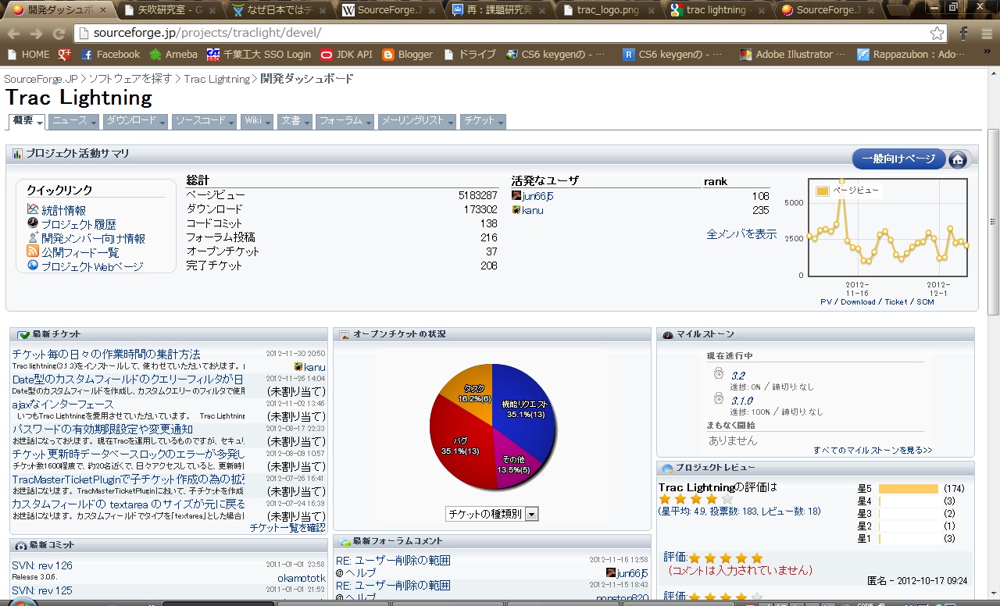 開発ダッシュボ
矢吹研究室 - G
なぜ日本ではチ
SourceForge.J
再：課題研究発
trac_logo.png
trac lightning -
SourceForge.J
sourceforge.jp/projects/traclight/devel/
HOME
Facebook
Ameba
千葉工大 SSO Login
JDK API
Blogger
ドライブ
CS6 keygenの - …
CS6 keygenの - …
Adobe Illustrator …
Rappazubon : Ado…
SourceForge.JP > ソフトウェアを探す > Trac Lightning > 開発ダッシュボード
Trac Lightning
概要 ニュース ダウンロード ソースコード Wiki 文書 フォーラム メーリングリスト チケット
プロジェクト活動サマリ
一般向けページ
クイックリンク
統計情報
プロジェクト履歴
開発メンバー向け情報
公開フィード一覧
プロジェクトWebページ
総計
ページビュー 5183287
ダウンロード 173302
コードコミット 138
フォーラム投稿 216
オープンチケット 37
完了チケット 208
活発なユーザ rank
jun66j5 108
kanu 235
全メンバを表示
ページビュー
5000
2500
0
2012-11-16
2012-12-1
PV / Download / Ticket / SCM
最新チケット
チケット毎の日々の作業時間の集計方法 2012-11-30 20:50
Trac lightning(3.1.3)をインストールして、使わせていただいております。 kanu
Date型のカスタムフィールドのクエリーフィルタが日 2012-11-26 14:04
Date型のカスタムフィールドを作成し、カスタムクエリーのフィルタで使用 (未割り当て)
ajaxなインターフェース 2012-11-02 13:46
いつもTrac Lightningを愛用させていただいています。 Trac Lightning (未割り当て)
パスワードの有効期限設定や変更通知 2012-08-17 22:33
お世話になっております。現在Tracを運用しているものですが、セキュリ (未割り当て)
チケット更新時データベースロックのエラーが多発し 2012-08-09 10:57
チケット数1600程度で、約20名近くで、日々アクセスしていると、更新時に (未割り当て)
TracMasterTicketPluginで子チケット作成の為の拡張 2012-07-26 16:41
お世話になります。TracMasterTicketPluginにおいて、子チケットを作成 (未割り当て)
カスタムフィールドの textarea のサイズが元に戻る 2012-07-24 16:39
お世話になります。カスタムフィールドでタイプを「textarea」とした場合に (未割り当て)
チケット一覧を確認
最新コミット
SVN: rev 126 2011-01-01 23:58
Release 3.0.6. okamototk
SVN: rev 125 2011-01-01 21:52
オープンチケットの状況
タスク
16.2%(6)
機能リクエスト
35.1%(13)
バグ
35.1%(13)
その他
13.5%(5)
チケットの種類別
最新フォーラムコメント
RE: ユーザー削除の範囲 2012-11-16 12:58
@ヘルプ jun66j5
RE: ユーザー削除の範囲 2012-11-15 18:43
@ヘルプ
マイルストーン
現在進行中
3.2
進捗: 0% / 締切り: なし
3.1.0
進捗: 100% / 締切り: なし
まもなく開始
ありません
すべてのマイルストーンを見る>>
プロジェクトレビュー
Trac Lightningの評価は
(星平均: 4.9, 投票数: 183, レビュー数: 18)
星5 (174)
星4 (3)
星3 (2)
星2 (1)
星1 (3)
評価:
(コメントは入力されていません)
匿名 - 2012-10-17 09:24
評価: